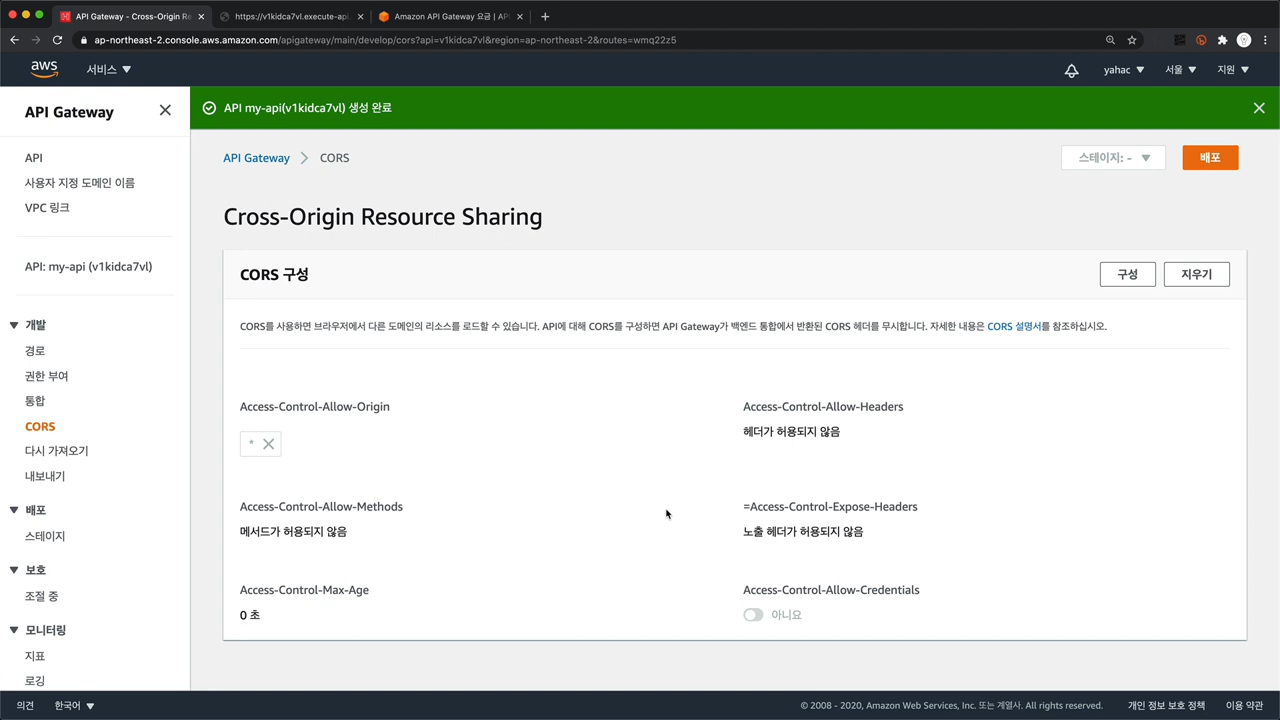 API Gateway - Cross-Origin Re
https://v1kidca7vl.execute-api.
Amazon API Gateway 요금 | API
ap-northeast-2.console.aws.amazon.com/apigateway/main/develop/cors?api=v1kidca7vl&region=ap-northeast-2&routes=wmq22z5
aws
서비스
yahac
서울
지원
API Gateway
API my-api(v1kidca7vl) 생성 완료
API
사용자 지정 도메인 이름
VPC 링크
API: my-api (v1kidca7vl)
개발
경로
권한 부여
통합
CORS
다시 가져오기
내보내기
배포
스테이지
보호
조절 중
모니터링
지표
로깅
API Gateway > CORS
스테이지: -
배포
Cross-Origin Resource Sharing
CORS 구성
구성
지우기
CORS를 사용하면 브라우저에서 다른 도메인의 리소스를 로드할 수 있습니다. API에 대해 CORS를 구성하면 API Gateway가 백엔드 통합에서 반환된 CORS 헤더를 무시합니다. 자세한 내용은 CORS 설명서를 참조하십시오.
Access-Control-Allow-Origin
*
Access-Control-Allow-Headers
헤더가 허용되지 않음
Access-Control-Allow-Methods
메서드가 허용되지 않음
=Access-Control-Expose-Headers
노출 헤더가 허용되지 않음
Access-Control-Max-Age
0 초
Access-Control-Allow-Credentials
아니요
의견
한국어
© 2008 - 2020, Amazon Web Services, Inc. 또는 계열사. All rights reserved.
개인 정보 보호 정책
이용 약관